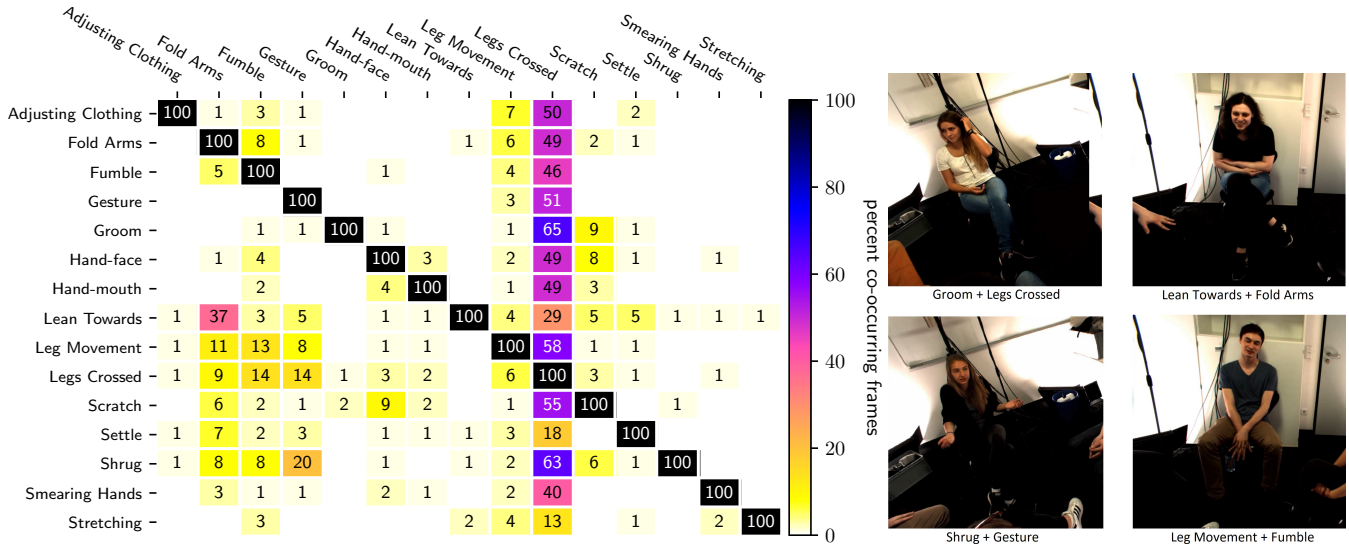 Adjusting Clothing
Fold Arms
Fumble
Gesture
Groom
Hand-face
Hand-mouth
Lean Towards
Leg Movement
Legs Crossed
Scratch
Settle
Shrug
Smearing Hands
Stretching
Adjusting Clothing 100 1 3 1 7 50 2
Fold Arms 100 8 1 1 6 49 2 1
Fumble 5 100 1 4 46
Gesture 100 3 51
Groom 1 1 100 1 1 65 9 1
Hand-face 1 4 100 3 2 49 8 1 1
Hand-mouth 2 4 100 1 49 3
Lean Towards 1 37 3 5 1 1 100 4 29 5 5 1 1 1
Leg Movement 1 11 13 8 1 1 100 58 1 1
Legs Crossed 1 9 14 14 1 3 2 6 100 3 1 1
Scratch 6 2 1 2 9 2 1 55 100 1
Settle 1 7 2 3 1 1 1 3 18 100
Shrug 1 8 8 20 1 1 2 63 6 1 100
Smearing Hands 3 1 1 2 1 2 40 100
Stretching 3 2 4 13 1 2 100
100
80
60
40
20
0
percent co-occurring frames
Groom + Legs Crossed
Lean Towards + Fold Arms
Shrug + Gesture
Leg Movement + Fumble